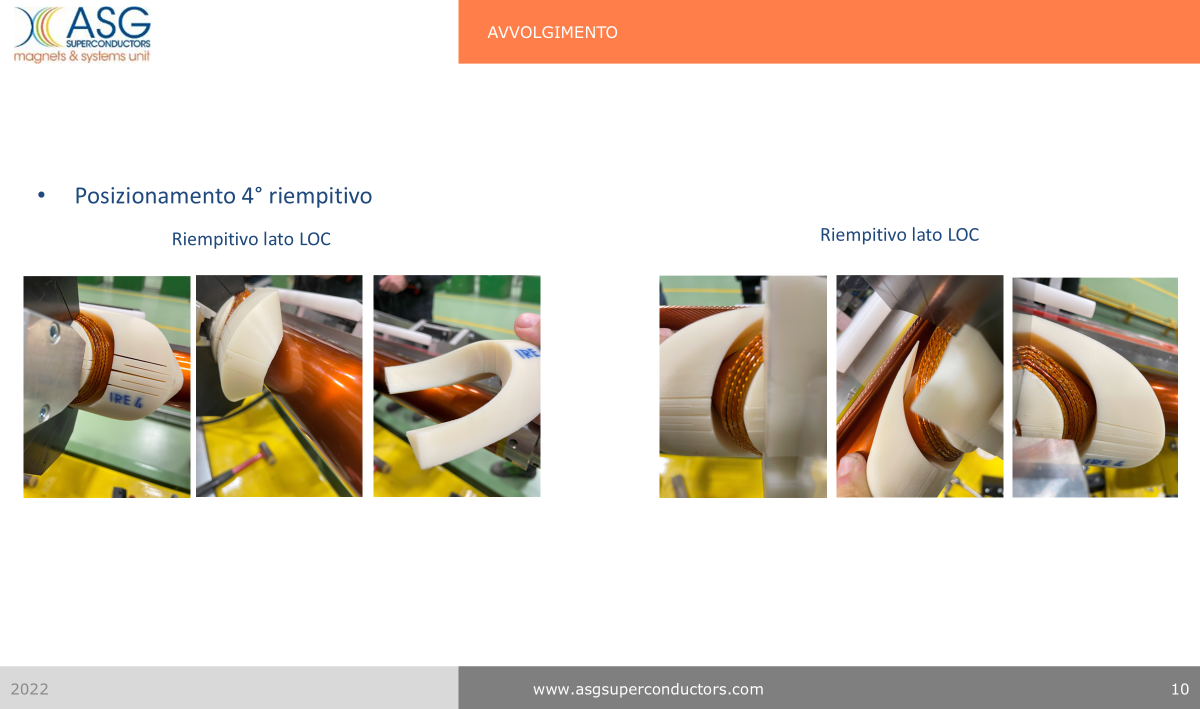 ASG
SUPERCONDUCTORS
magnets & systems unit
AVVOLGIMENTO
• Posizionamento 4° riempitivo
Riempitivo lato LOC
Riempitivo lato LOC
IRE 4
IRE
IRE 4
2022
www.asgsuperconductors.com
10